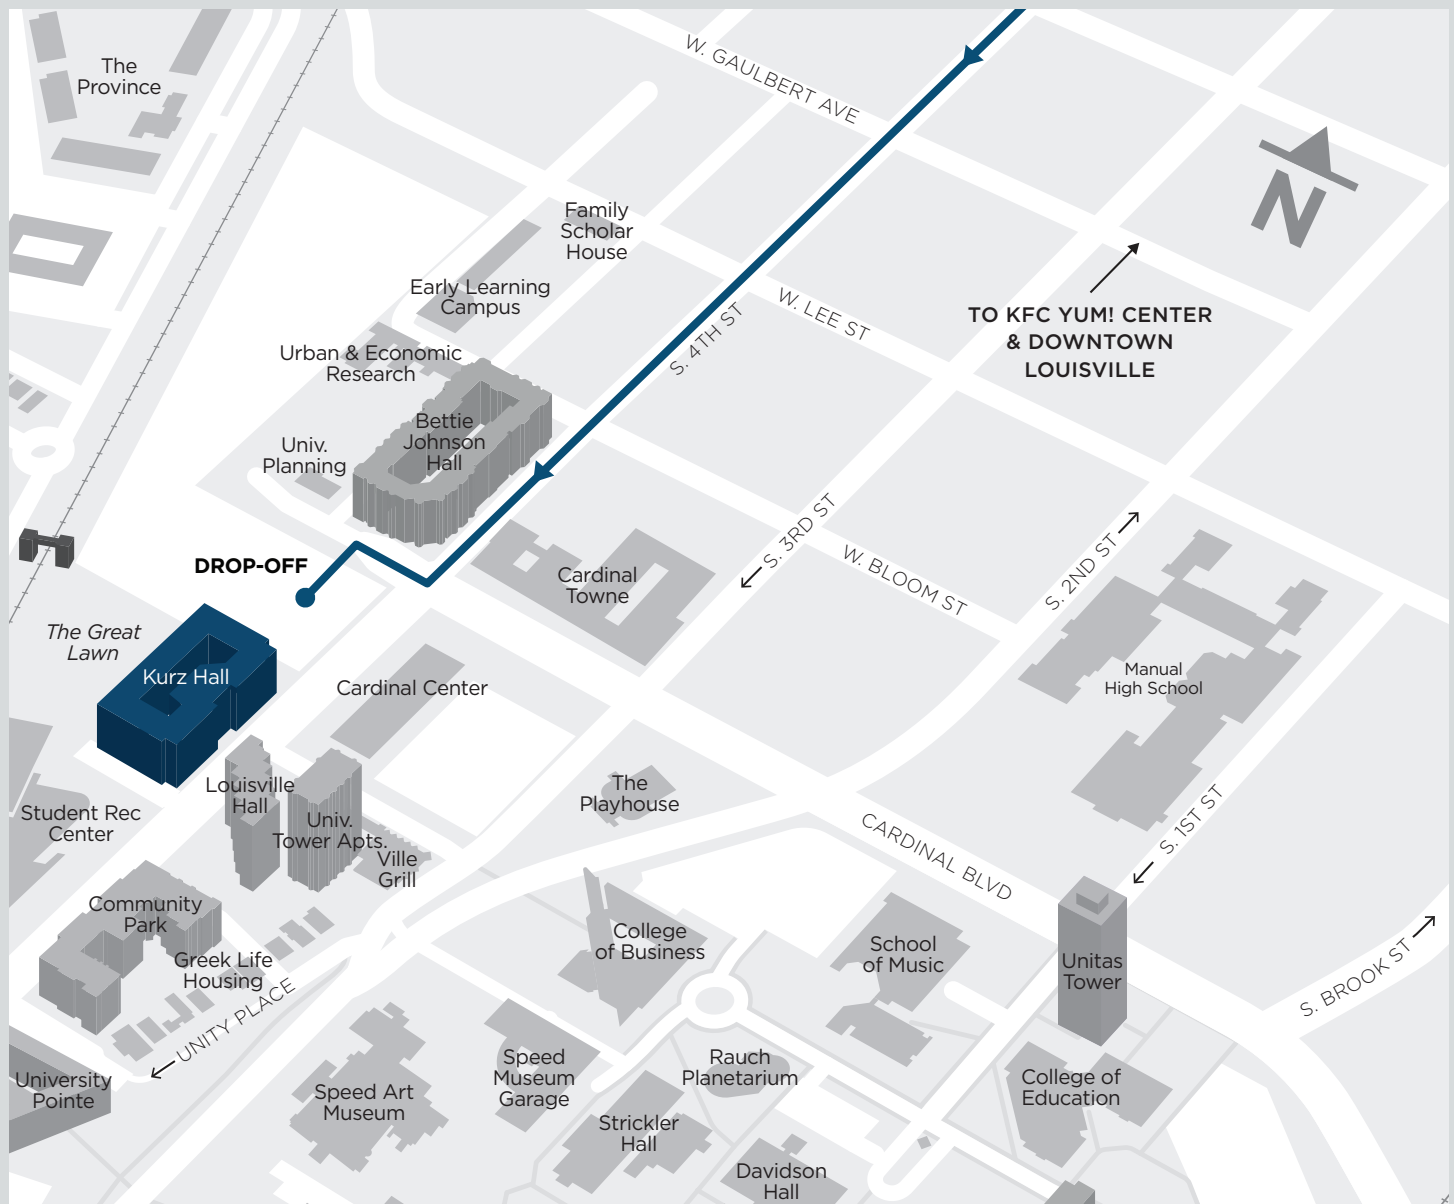 The
Province
W. GAULBERT AVE
N
Family
Scholar
House
Early Learning
Campus
W. LEE ST
S. 4TH ST
TO KFC YUM! CENTER
& DOWNTOWN
LOUISVILLE
Urban & Economic
Research
Bettie
Johnson
Hall
Univ.
Planning
S. 3RD ST
W. BLOOM ST
S. 2ND ST
DROP-OFF
Cardinal
Towne
The Great
Lawn
Kurz Hall
Cardinal Center
Manual
High School
Louisville
Hall
The
Playhouse
Student Rec
Center
Univ.
Tower Apts.
Ville
Grill
S. 1ST ST
CARDINAL BLVD
Community
Park
College
of Business
School
of Music
Unitas
Tower
Greek Life
Housing
UNITY PLACE
S. BROOK ST
University
Pointe
Speed Art
Museum
Speed
Museum
Garage
Rauch
Planetarium
College of
Education
Strickler
Hall
Davidson
Hall